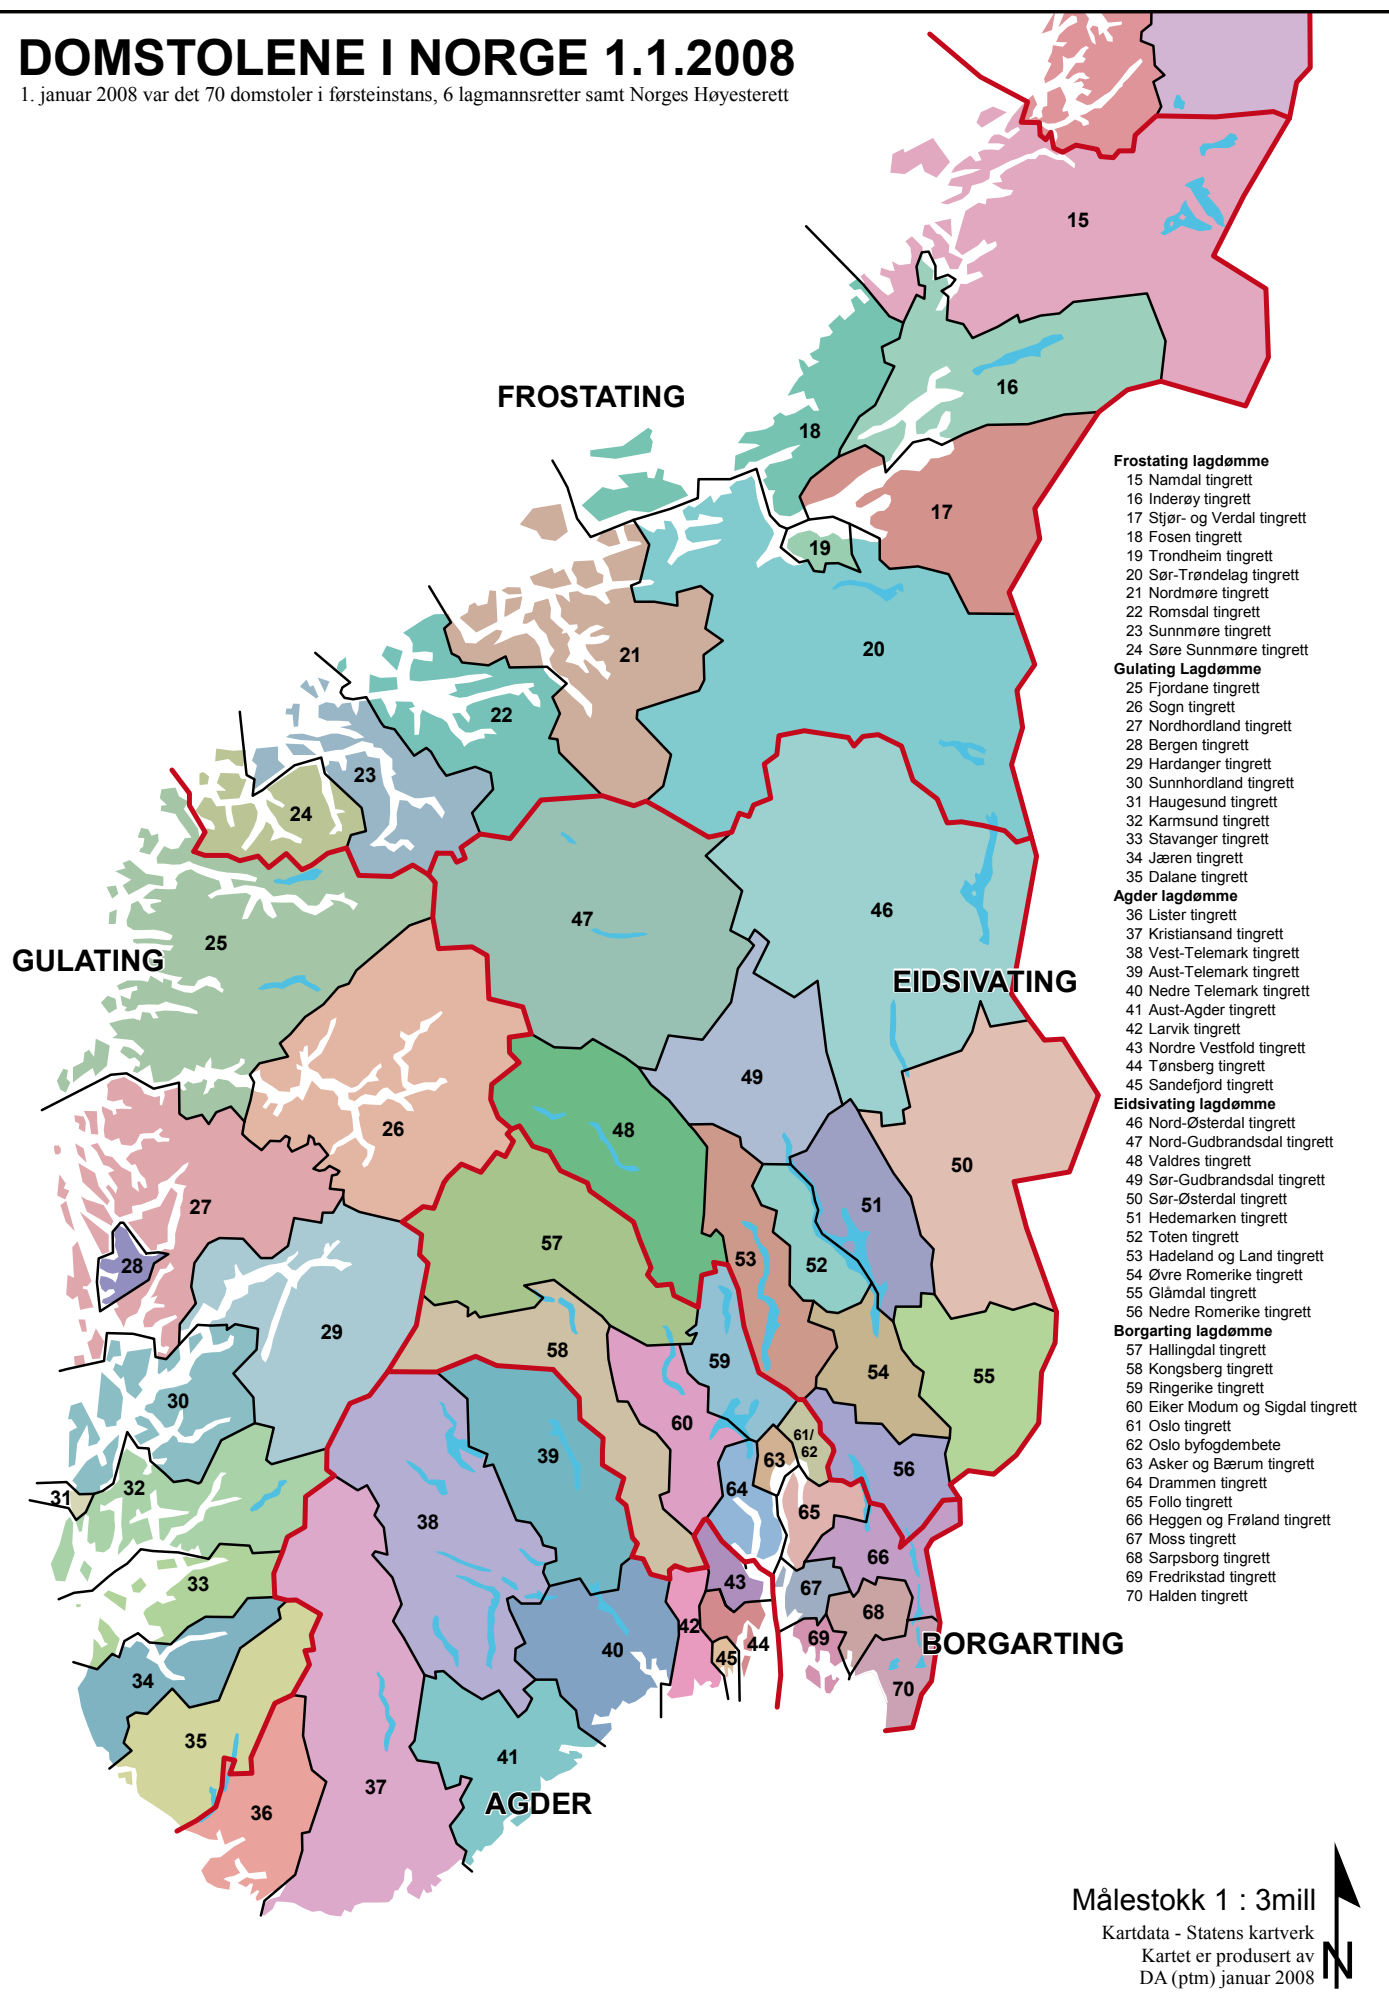 DOMSTOLENE I NORGE 1.1.2008
1. januar 2008 var det 70 domstoler i førsteinstans, 6 lagmannsretter samt Norges Høyesterett
15
16
FROSTATING
18
17
19
20
21
22
23
24
25
GULATING
47
46
EIDSIVATING
26
49
48
50
27
51
57
53
52
28
29
58
59
54
55
30
60
61/
62
63
39
56
32
31
64
65
38
66
33
43
67
68
42
44
69
40
45
BORGARTING
34
70
35
41
37
36
AGDER
Frostating lagdømme
15 Namdal tingrett
16 Inderøy tingrett
17 Stjør- og Verdal tingrett
18 Fosen tingrett
19 Trondheim tingrett
20 Sør-Trøndelag tingrett
21 Nordmøre tingrett
22 Romsdal tingrett
23 Sunnmøre tingrett
24 Søre Sunnmøre tingrett
Gulating Lagdømme
25 Fjordane tingrett
26 Sogn tingrett
27 Nordhordland tingrett
28 Bergen tingrett
29 Hardanger tingrett
30 Sunnhordland tingrett
31 Haugesund tingrett
32 Karmsund tingrett
33 Stavanger tingrett
34 Jæren tingrett
35 Dalane tingrett
Agder lagdømme
36 Lister tingrett
37 Kristiansand tingrett
38 Vest-Telemark tingrett
39 Aust-Telemark tingrett
40 Nedre Telemark tingrett
41 Aust-Agder tingrett
42 Larvik tingrett
43 Nordre Vestfold tingrett
44 Tønsberg tingrett
45 Sandefjord tingrett
Eidsivating lagdømme
46 Nord-Østerdal tingrett
47 Nord-Gudbrandsdal tingrett
48 Valdres tingrett
49 Sør-Gudbrandsdal tingrett
50 Sør-Østerdal tingrett
51 Hedemarken tingrett
52 Toten tingrett
53 Hadeland og Land tingrett
54 Øvre Romerike tingrett
55 Glåmdal tingrett
56 Nedre Romerike tingrett
Borgarting lagdømme
57 Hallingdal tingrett
58 Kongsberg tingrett
59 Ringerike tingrett
60 Eiker Modum og Sigdal tingrett
61 Oslo tingrett
62 Oslo byfogdembete
63 Asker og Bærum tingrett
64 Drammen tingrett
65 Follo tingrett
66 Heggen og Frøland tingrett
67 Moss tingrett
68 Sarpsborg tingrett
69 Fredrikstad tingrett
70 Halden tingrett
Målestokk 1 : 3mill
Kartdata - Statens kartverk
Kartet er produsert av
DA (ptm) januar 2008
N